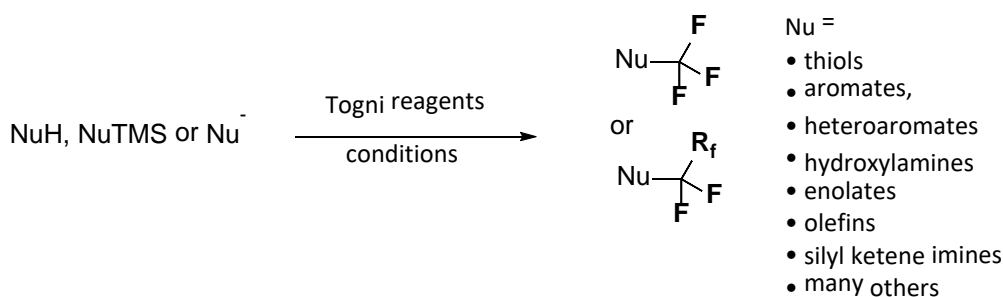 NuH, NuTMS or Nu-
Togni reagents
conditions
Nu
F
F
F
or
Nu
Rf
F
F
Nu =
• thiols
• aromates,
• heteroaromates
• hydroxylamines
• enolates
• olefins
• silyl ketene imines
• many others